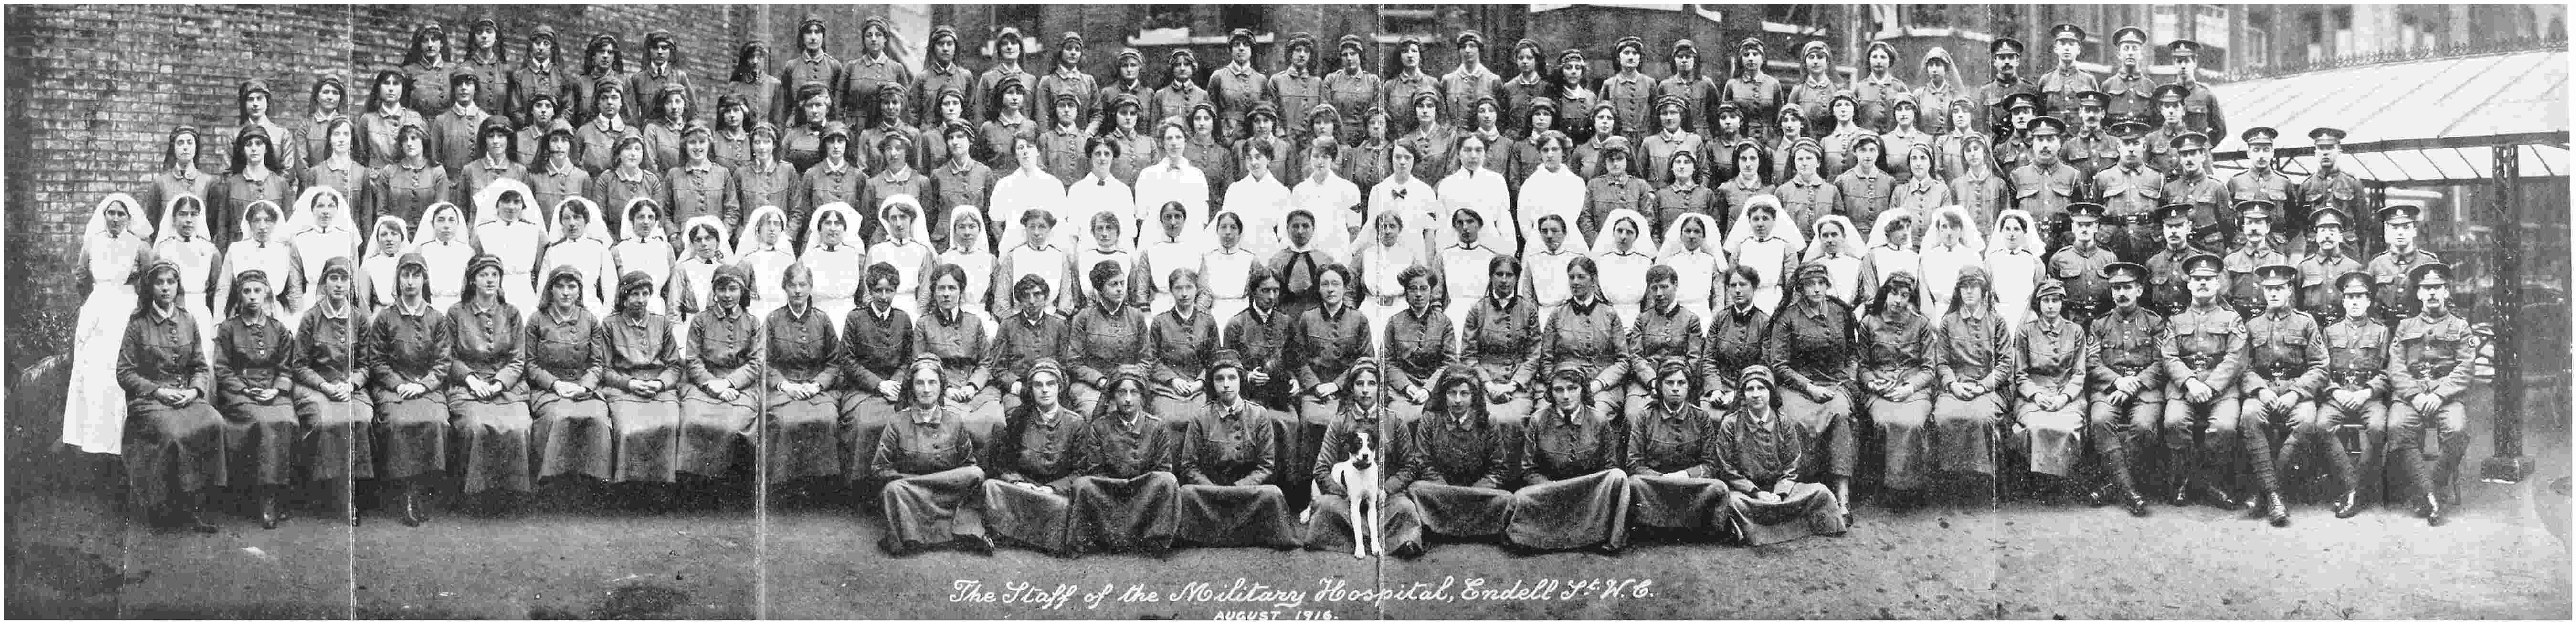 The Staff of the Military Hospital, Endell St. W.C.
AUGUST 1916.